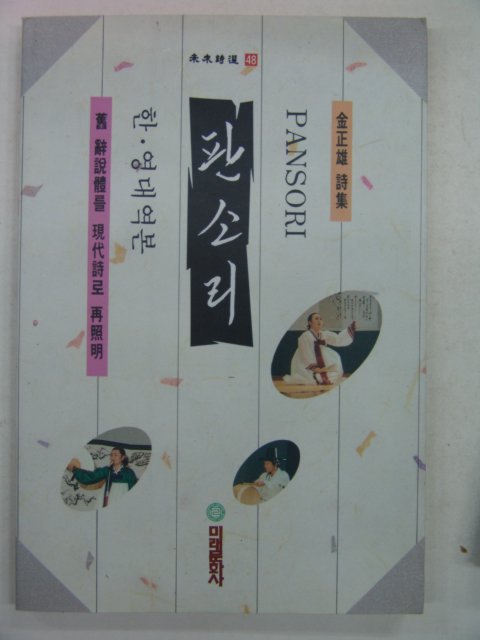 未來詩選 48
金正雄 詩集
PANSORI
판소리
한·영대역본
舊 辭說體를 現代詩로 再照明
미래문화사